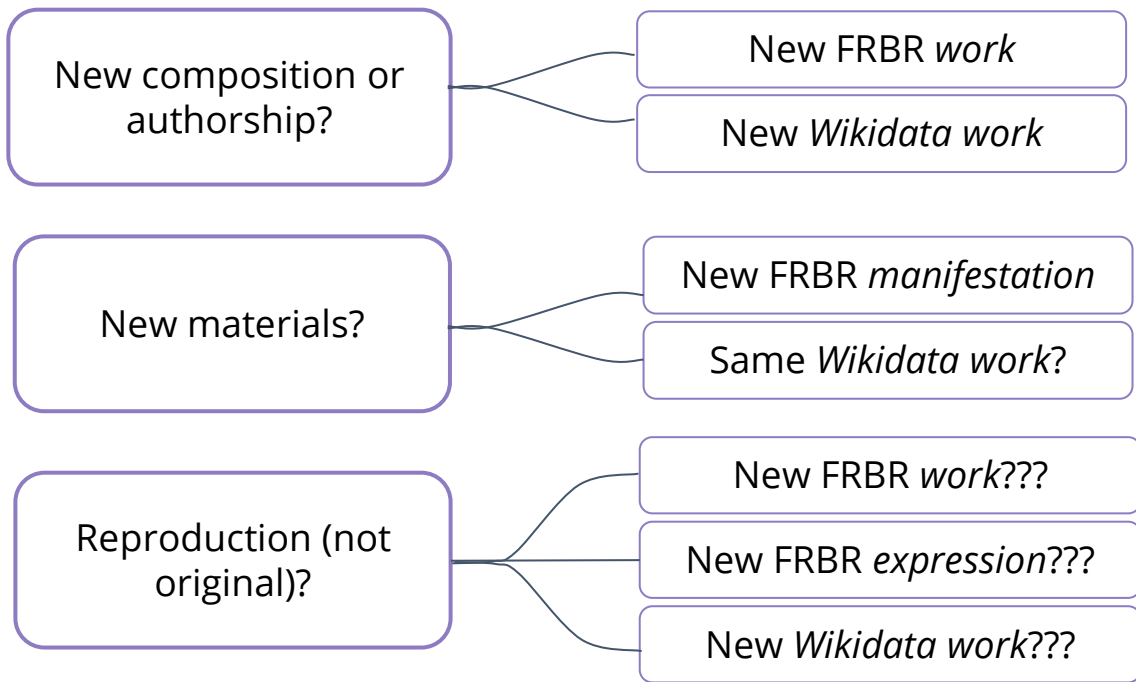 New composition or
authorship?
New FRBR work
New Wikidata work
New materials?
New FRBR manifestation
Same Wikidata work?
Reproduction (not
original)?
New FRBR work???
New FRBR expression???
New Wikidata work???